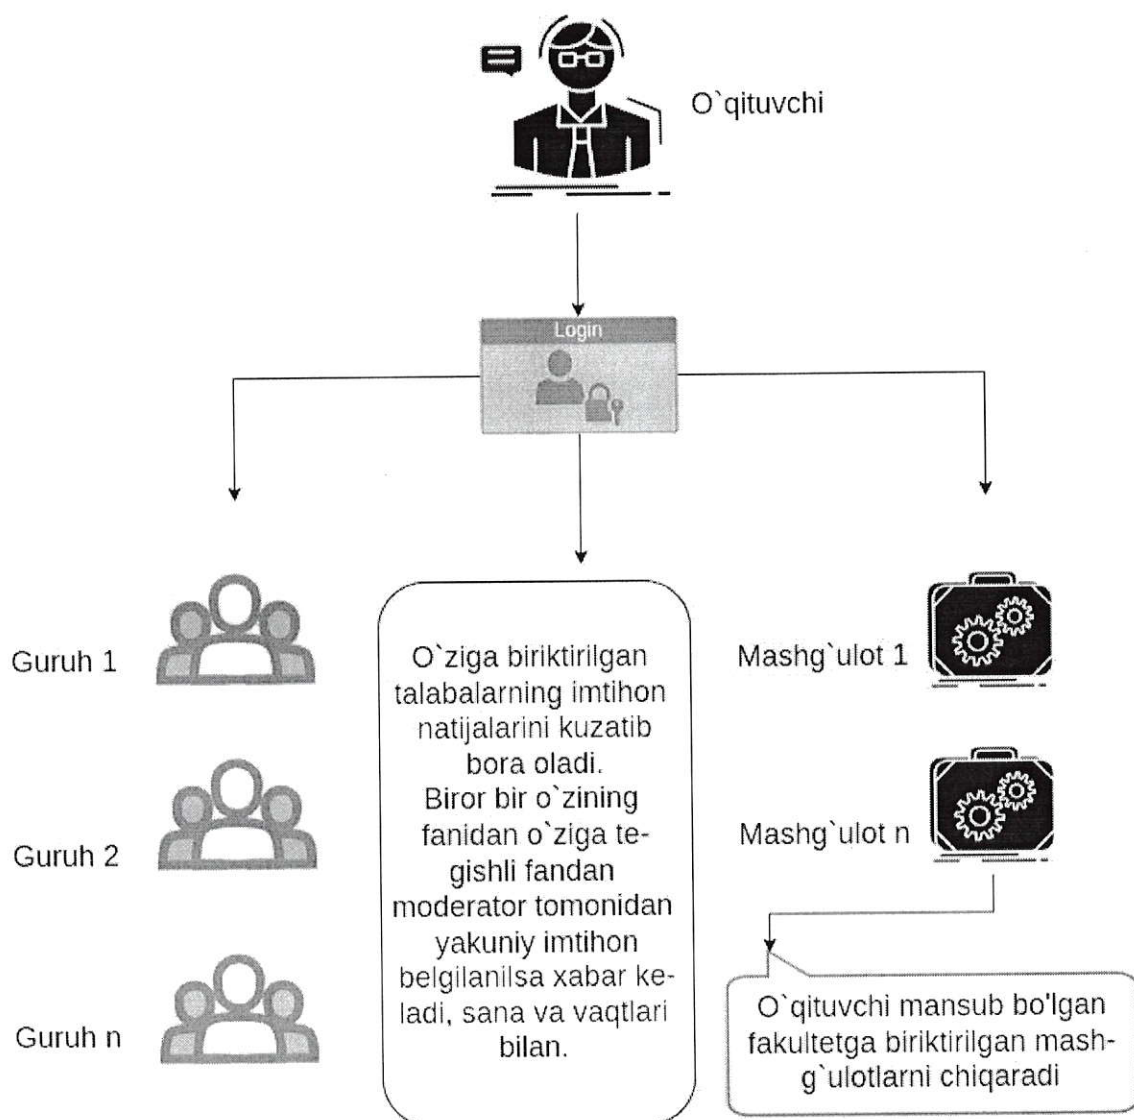 O`qituvchi
Login
Guruh 1
Guruh 2
Guruh n
O`ziga biriktirilgan
talabalarning imtihon
natijalarini kuzatib
bora oladi.
Biror bir o`zining
fanidan o`ziga te-
gishli fandan
moderator tomonidan
yakuniy imtihon
belgilanilsa xabar ke-
ladi, sana va vaqtlari
bilan.
Mashg`ulot 1
Mashg`ulot n
O`qituvchi mansub bo'lgan
fakultetga biriktirilgan mash-
g`ulotlarni chiqaradi